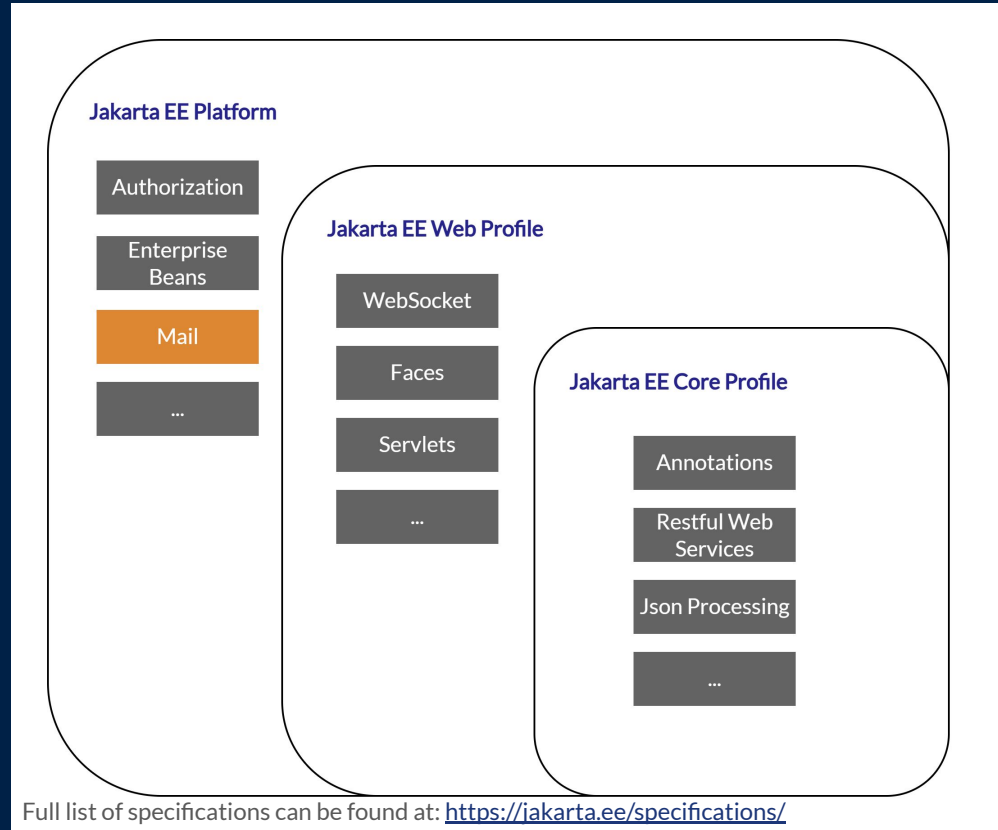 Jakarta EE Platform
Authorization
Enterprise
Beans
Mail
...
Jakarta EE Web Profile
WebSocket
Faces
Servlets
...
Jakarta EE Core Profile
Annotations
Restful Web
Services
Json Processing
...
Full list of specifications can be found at: https://jakarta.ee/specifications/